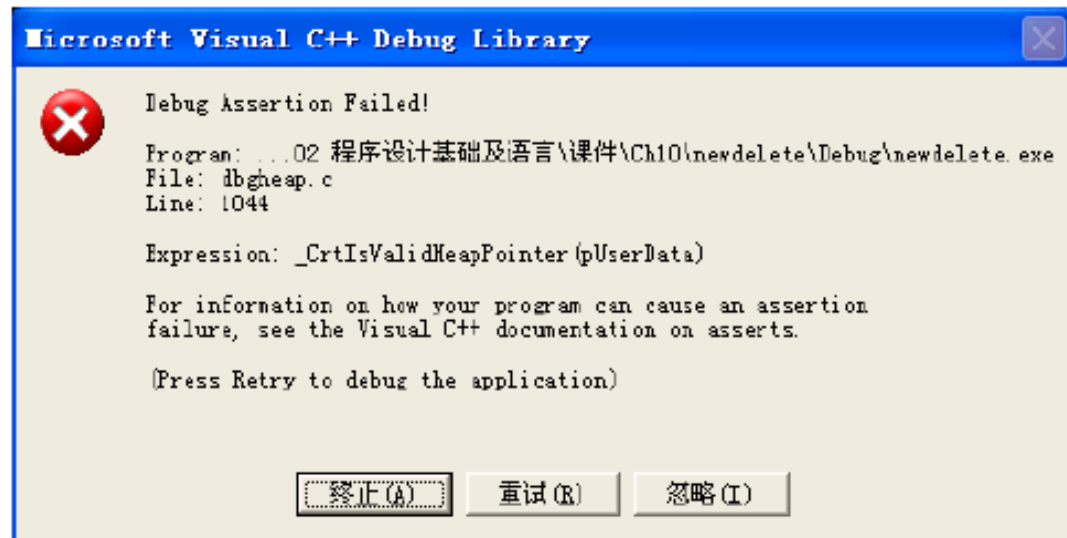 Microsoft Visual C++ Debug Library
Debug Assertion Failed!
Program: ...02 程序设计基础及语言\课件\Ch10\newdelete\Debug\newdelete.exe
File: dbgheap.c
Line: 1044
Expression: _CrtIsValidHeapPointer(pUserData)
For information on how your program can cause an assertion
failure, see the Visual C++ documentation on asserts.
(Press Retry to debug the application)
终止(A) 重试(R) 忽略(I)